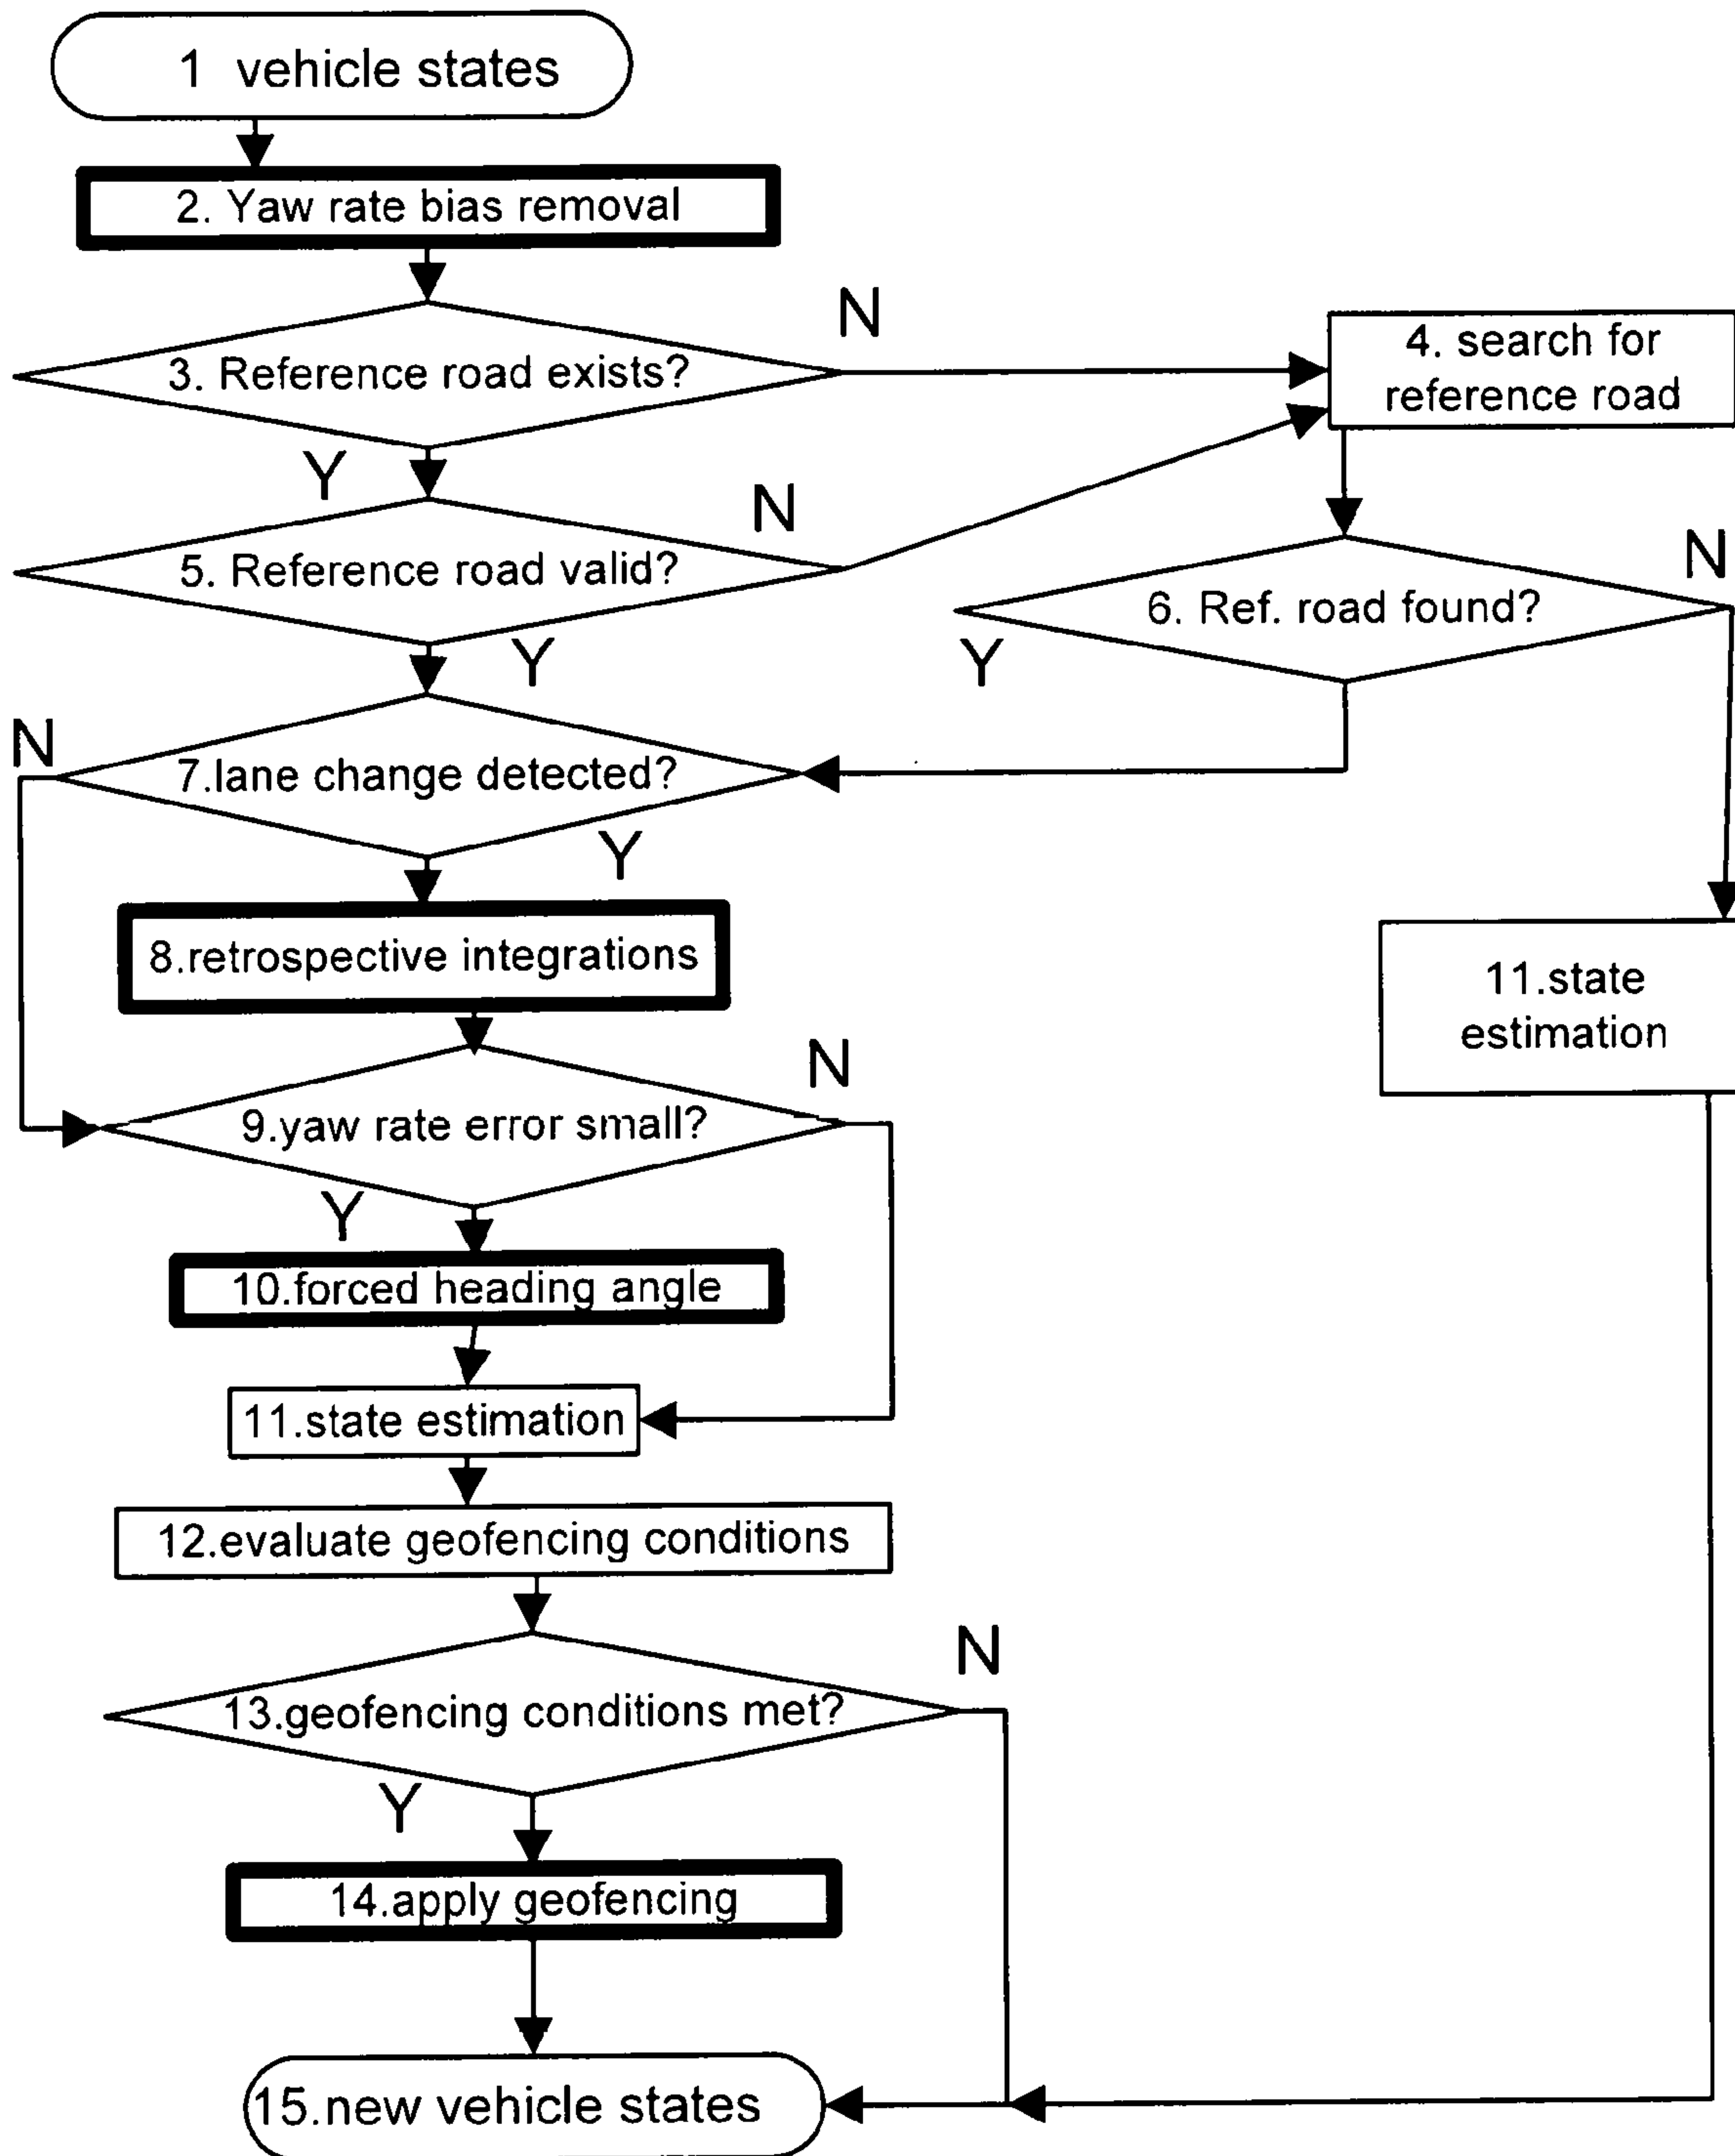 1 vehicle states
2. Yaw rate bias removal
N
3. Reference road exists?
4. search for
reference road
Y
N
5. Reference road valid?
N
6. Ref. road found?
Y
Y
N
7.lane change detected?
Y
8.retrospective integrations
11.state
estimation
N
9.yaw rate error small?
Y
10.forced heading angle
11.state estimation
12.evaluate geofencing conditions
N
13.geofencing conditions met?
Y
14.apply geofencing
15.new vehicle states